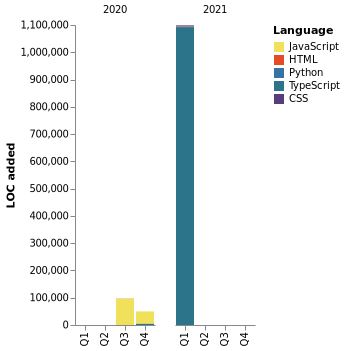 2020
2021
LOC added
1,100,000
1,000,000
900,000
800,000
700,000
600,000
500,000
400,000
300,000
200,000
100,000
0
Q1
Q2
Q3
Q4
Q1
Q2
Q3
Q4
Language
JavaScript
HTML
Python
TypeScript
CSS